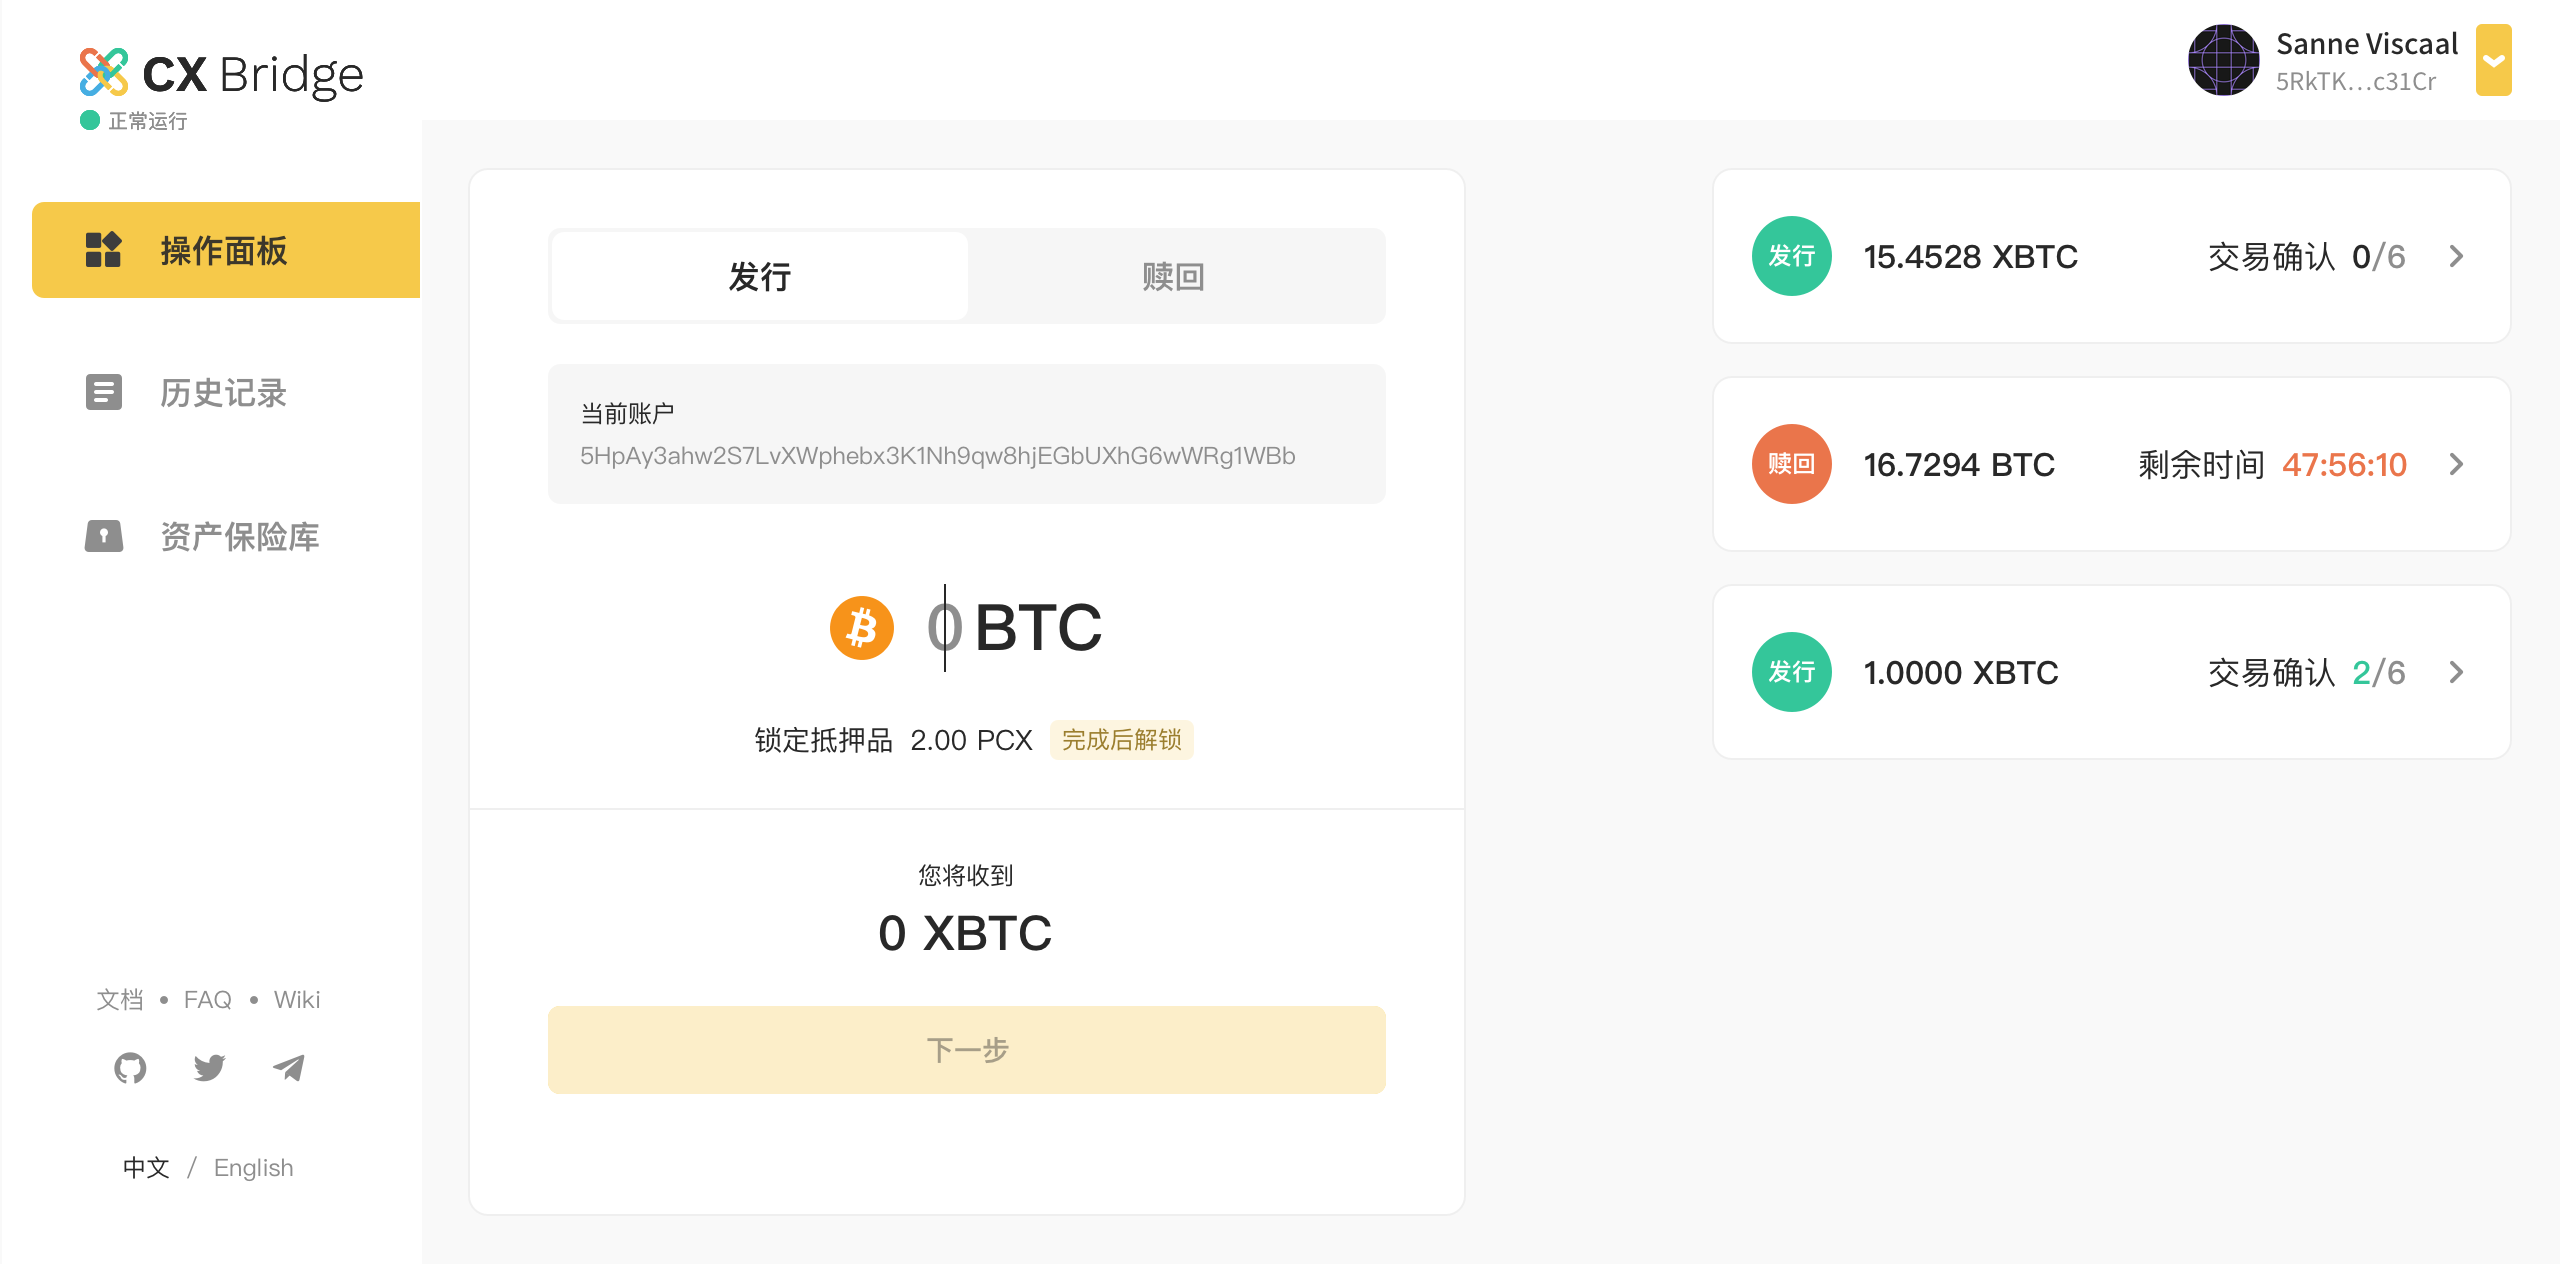 CX Bridge
正常运行
Sanne Viscaal
5RkTK...c31Cr
操作面板
历史记录
资产保险库
文档 • FAQ • Wiki
中文 / English
发行 赎回
当前账户
5HpAy3ahw2S7LvXWphebx3K1Nh9qw8hjEGbUXhG6wWRg1WBb
0 BTC
锁定抵押品 2.00 PCX 完成后解锁
您将收到
0 XBTC
下一步
发行 15.4528 XBTC 交易确认 0/6
赎回 16.7294 BTC 剩余时间 47:56:10
发行 1.0000 XBTC 交易确认 2/6